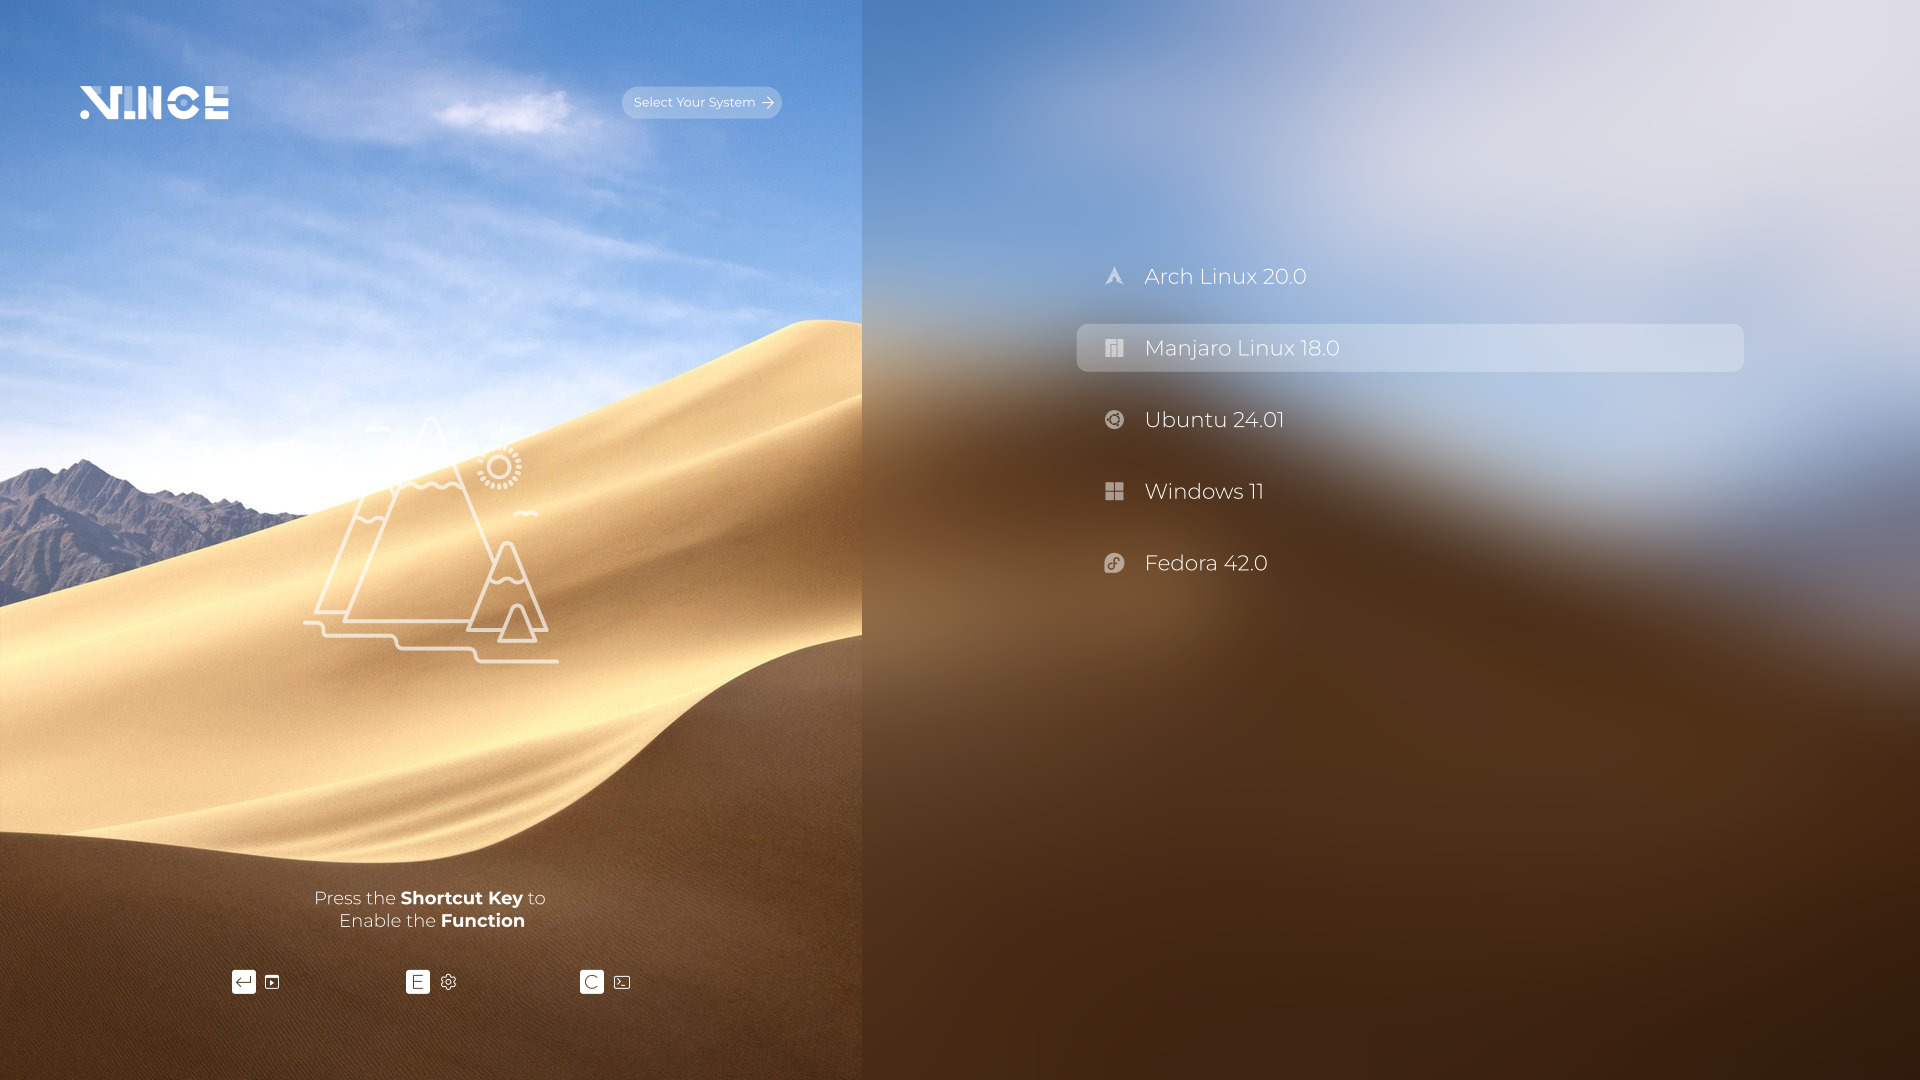 VINCE
Select Your System
Arch Linux 20.0
Manjaro Linux 18.0
Ubuntu 24.01
Windows 11
Fedora 42.0
Press the Shortcut Key to
Enable the Function
E
C